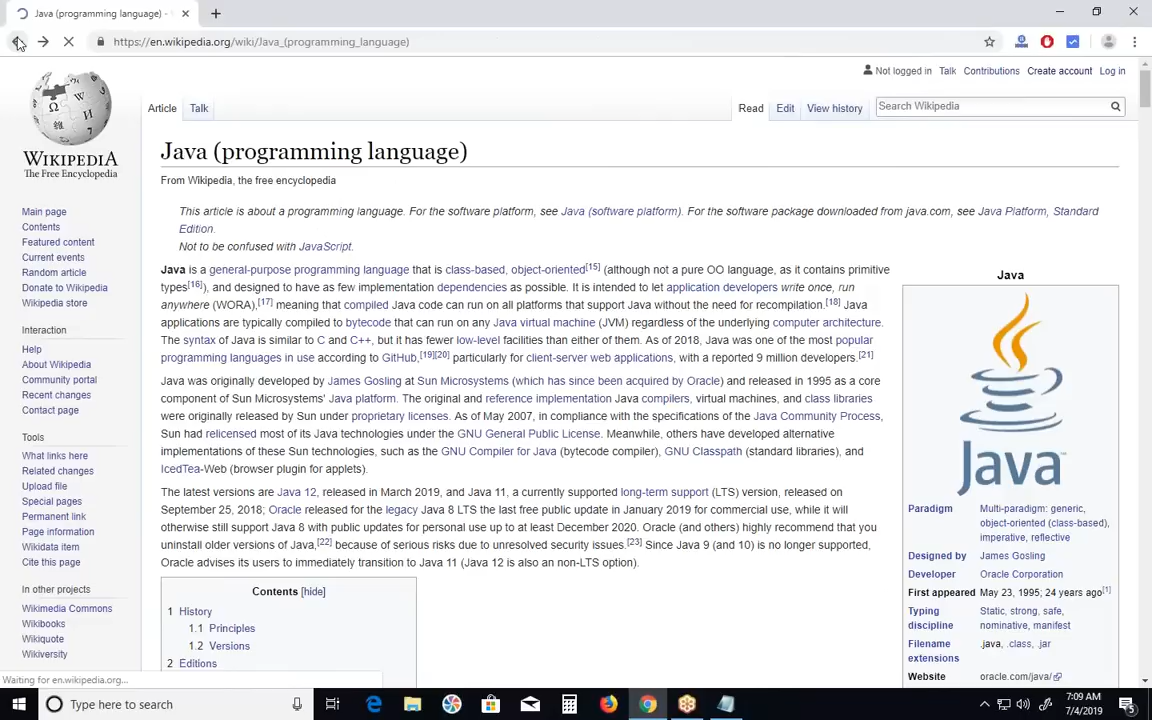 Java (programming language) -
https://en.wikipedia.org/wiki/Java_(programming_language)
Not logged in Talk Contributions Create account Log in
Article Talk Read Edit View history Search Wikipedia
WIKIPEDIA
The Free Encyclopedia
Java (programming language)
From Wikipedia, the free encyclopedia
This article is about a programming language. For the software platform, see Java (software platform). For the software package downloaded from java.com, see Java Platform, Standard
Edition.
Not to be confused with JavaScript.
Java is a general-purpose programming language that is class-based, object-oriented[15] (although not a pure OO language, as it contains primitive
types[16]), and designed to have as few implementation dependencies as possible. It is intended to let application developers write once, run
anywhere (WORA),[17] meaning that compiled Java code can run on all platforms that support Java without the need for recompilation.[18] Java
applications are typically compiled to bytecode that can run on any Java virtual machine (JVM) regardless of the underlying computer architecture.
The syntax of Java is similar to C and C++, but it has fewer low-level facilities than either of them. As of 2018, Java was one of the most popular
programming languages in use according to GitHub,[19][20] particularly for client-server web applications, with a reported 9 million developers.[21]
Java was originally developed by James Gosling at Sun Microsystems (which has since been acquired by Oracle) and released in 1995 as a core
component of Sun Microsystems' Java platform. The original and reference implementation Java compilers, virtual machines, and class libraries
were originally released by Sun under proprietary licenses. As of May 2007, in compliance with the specifications of the Java Community Process,
Sun had relicensed most of its Java technologies under the GNU General Public License. Meanwhile, others have developed alternative
implementations of these Sun technologies, such as the GNU Compiler for Java (bytecode compiler), GNU Classpath (standard libraries), and
IcedTea-Web (browser plugin for applets).
The latest versions are Java 12, released in March 2019, and Java 11, a currently supported long-term support (LTS) version, released on
September 25, 2018; Oracle released for the legacy Java 8 LTS the last free public update in January 2019 for commercial use, while it will
otherwise still support Java 8 with public updates for personal use up to at least December 2020. Oracle (and others) highly recommend that you
uninstall older versions of Java,[22] because of serious risks due to unresolved security issues.[23] Since Java 9 (and 10) is no longer supported,
Oracle advises its users to immediately transition to Java 11 (Java 12 is also an non-LTS option).
Contents [hide]
1 History
1.1 Principles
1.2 Versions
2 Editions
Main page
Contents
Featured content
Current events
Random article
Donate to Wikipedia
Wikipedia store
Interaction
Help
About Wikipedia
Community portal
Recent changes
Contact page
Tools
What links here
Related changes
Upload file
Special pages
Permanent link
Page information
Wikidata item
Cite this page
In other projects
Wikimedia Commons
Wikibooks
Wikiquote
Wikiversity
Java
Java
Paradigm Multi-paradigm: generic,
object-oriented (class-based),
imperative, reflective
Designed by James Gosling
Developer Oracle Corporation
First appeared May 23, 1995; 24 years ago[1]
Typing Static, strong, safe,
discipline nominative, manifest
Filename .java, .class, .jar
extensions
Website oracle.com/java/
Waiting for en.wikipedia.org...
Type here to search
7:09 AM
7/4/2019
5